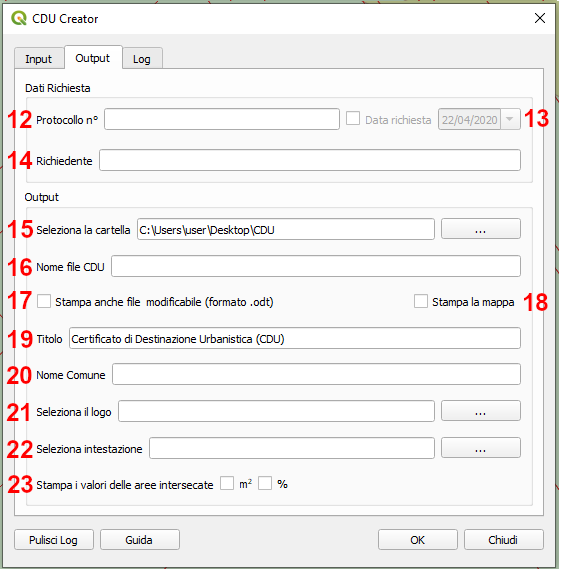 CDU Creator
Input Output Log
Dati Richiesta
12 Protocollo n° Data richiesta 22/04/2020 13
14 Richiedente
Output
15 Seleziona la cartella C:\Users\user\Desktop\CDU ...
16 Nome file CDU
17 Stampa anche file modificabile (formato .odt) Stampa la mappa 18
19 Titolo Certificato di Destinazione Urbanistica (CDU)
20 Nome Comune
21 Seleziona il logo ...
22 Seleziona intestazione ...
23 Stampa i valori delle aree intersecate m² %
Pulisci Log Guida OK Chiudi